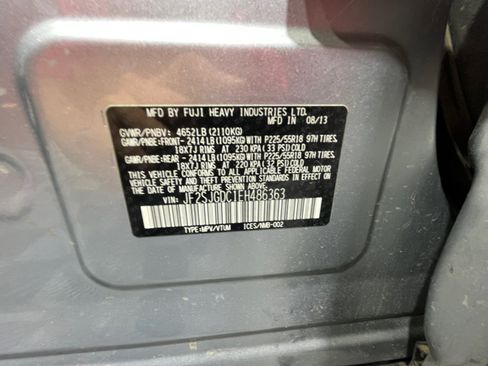 MFD. BY FUJI HEAVY INDUSTRIES LTD.
MFD IN 08/13
GVWR/PNBV: 4652LB (2110KG)
GAWR/PNBE:FRONT- 2414LB(1095KG)WITH P225/55R18 97H TIRES,
18X7J RIMS AT 230 KPA(33 PSI)COLD
GAWR/PNBE:REAR - 2414LB(1095KG)WITH P225/55R18 97H TIRES,
18X7J RIMS AT 220 KPA(32 PSI)COLD
THIS VEHICLE CONFORMS TO ALL APPLICABLE FEDERAL MOTOR
VEHICLE SAFETY STANDARDS IN EFFECT ON THE DATE OF
MANUFACTURE SHOWN ABOVE.
VIN: JF2SJGDC1EH486363
TYPE:MPV/VTUM ICES/NMB-002